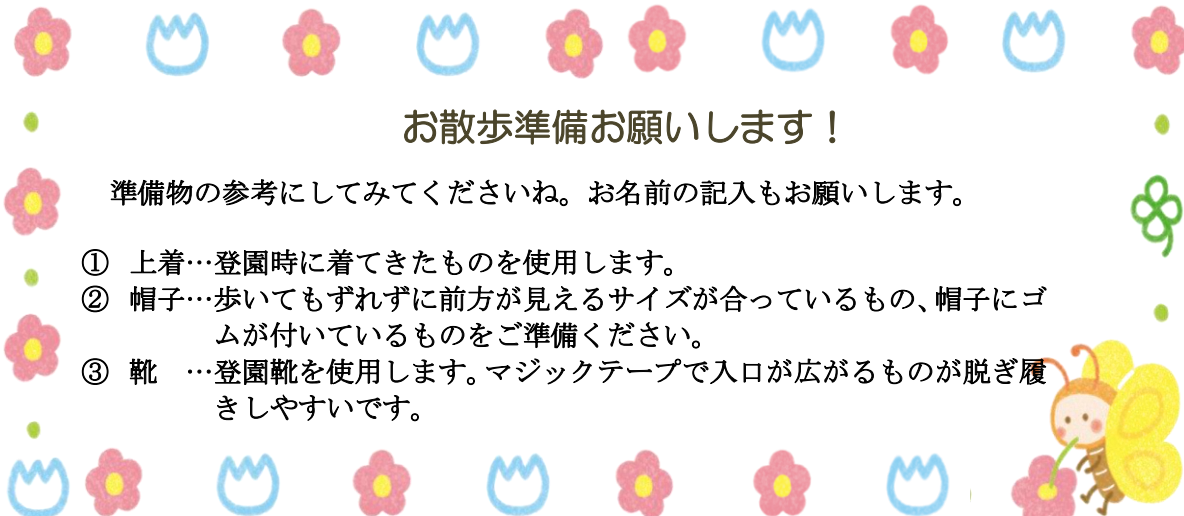 お散歩準備お願いします！
準備物の参考にしてみてくださいね。お名前の記入もお願いします。
① 上着…登園時に着てきたものを使用します。
② 帽子…歩いてもずれずに前方が見えるサイズが合っているもの、帽子にゴ
ムが付いているものをご準備ください。
③ 靴　…登園靴を使用します。マジックテープで入口が広がるものが脱ぎ履
きしやすいです。